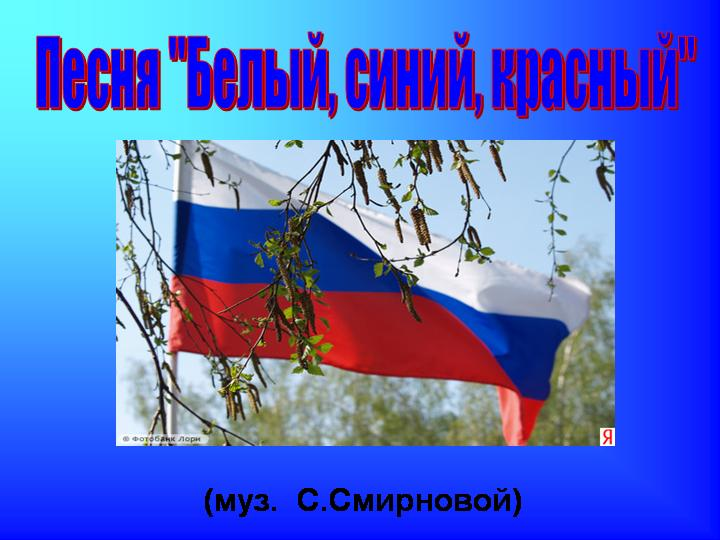 Песня "Белый, синий, красный"
© Фотобанк Лори
Я
(муз. С.Смирновой)